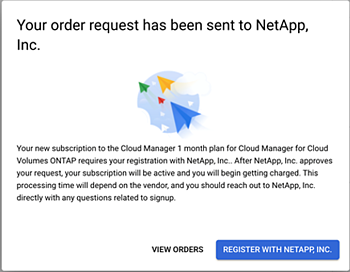 Your order request has been sent to NetApp,
Inc.
Your new subscription to the Cloud Manager 1 month plan for Cloud Manager for Cloud
Volumes ONTAP requires your registration with NetApp, Inc.. After NetApp, Inc. approves
your request, your subscription will be active and you will begin getting charged. This
processing time will depend on the vendor, and you should reach out to NetApp, Inc.
directly with any questions related to signup.
VIEW ORDERS REGISTER WITH NETAPP, INC.